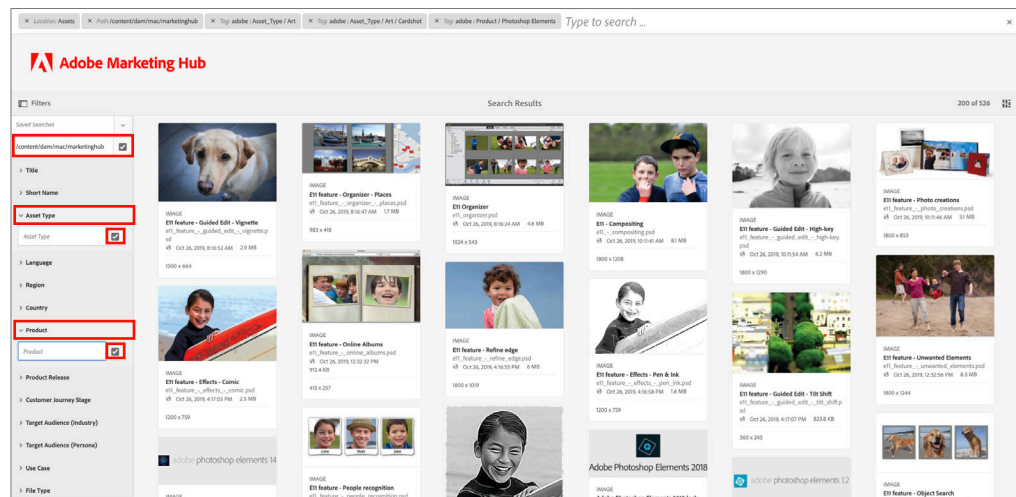 × Location: Assets × Path:/content/dam/mac/marketinghub × Tag: adobe : Asset_Type / Art × Tag: adobe : Asset_Type / Art / Cardshot × Tag: adobe : Product / Photoshop Elements Type to search ... ×
Adobe Marketing Hub
Filters Search Results 200 of 526
Saved Searches
/content/dam/mac/marketinghub
> Title
> Short Name
Asset Type
Asset Type
> Language
> Region
> Country
Product
Product
> Product Release
> Customer Journey Stage
> Target Audience (Industry)
> Target Audience (Persona)
> Use Case
> File Type
IMAGE
E11 feature - Guided Edit - Vignette
e11_feature_-_guided_edit_-_vignette.p
sd
Oct 26, 2019, 8:16:52 AM 2.9 MB
1000 x 664
IMAGE
E11 feature - Effects - Comic
e11_feature_-_effects_-_comic.psd
Oct 26, 2019, 4:17:03 PM 2.5 MB
1200 x 759
adobe photoshop elements 14
IMAGE
IMAGE
E11 feature - Organizer - Places
e11_feature_-_organizer_-_places.psd
Oct 26, 2019, 8:16:47 AM 1.7 MB
983 x 418
IMAGE
E11 feature - Online Albums
e11_feature_-_online_albums.psd
Oct 26, 2019, 12:32:32 PM
912.4 KB
413 x 257
IMAGE
E11 feature - People recognition
e11_feature_-_people_recognition.psd
IMAGE
E11 Organizer
e11_organizer.psd
Oct 26, 2019, 8:16:24 AM 4.8 MB
1024 x 543
IMAGE
E11 feature - Refine edge
e11_feature_-_refine_edge.psd
Oct 26, 2019, 4:16:55 PM 6 MB
1800 x 1019
IMAGE
E11 - Compositing
e11_-_compositing.psd
Oct 26, 2019, 10:11:41 AM 8.1 MB
1800 x 1208
IMAGE
E11 feature - Effects - Pen & Ink
e11_feature_-_effects_-_pen_ink.psd
Oct 26, 2019, 4:16:58 PM 1.6 MB
1200 x 759
Adobe Photoshop Elements 2018
IMAGE
IMAGE
E11 feature - Guided Edit - High-key
e11_feature_-_guided_edit_-_high-key.
psd
Oct 26, 2019, 10:11:54 AM 6.2 MB
1800 x 1290
IMAGE
E11 feature - Guided Edit - Tilt Shift
e11_feature_-_guided_edit_-_tilt_shift.p
sd
Oct 26, 2019, 4:17:07 PM 823.8 KB
360 x 245
adobe photoshop elements 12
IMAGE
E11 feature - Photo creations
e11_feature_-_photo_creations.psd
Oct 26, 2019, 10:11:46 AM 3.1 MB
1800 x 853
IMAGE
E11 feature - Unwanted Elements
e11_feature_-_unwanted_elements.psd
Oct 26, 2019, 12:32:56 PM 8.3 MB
1800 x 1244
IMAGE
E11 feature - Object Search